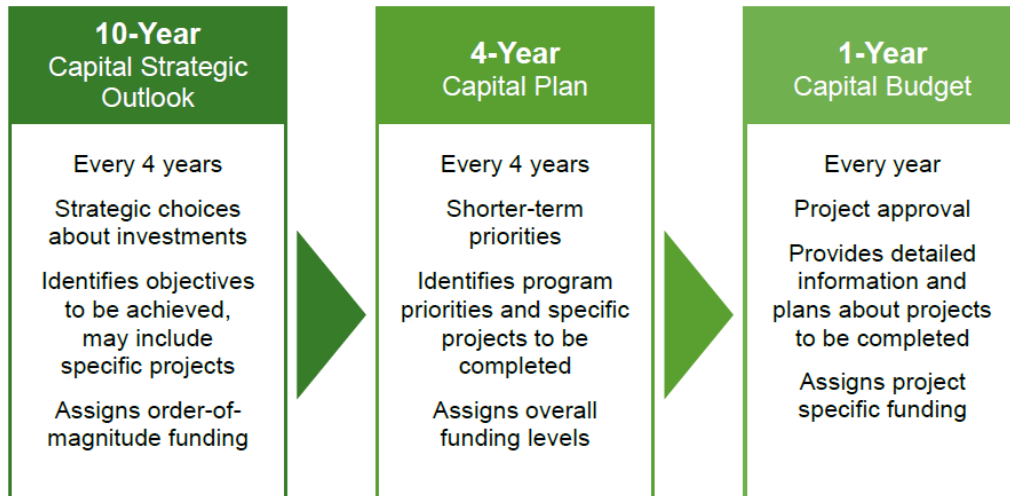 10-Year
Capital Strategic
Outlook
Every 4 years
Strategic choices
about investments
Identifies objectives
to be achieved,
may include
specific projects
Assigns order-of-
magnitude funding
4-Year
Capital Plan
Every 4 years
Shorter-term
priorities
Identifies program
priorities and specific
projects to be
completed
Assigns overall
funding levels
1-Year
Capital Budget
Every year
Project approval
Provides detailed
information and
plans about projects
to be completed
Assigns project
specific funding